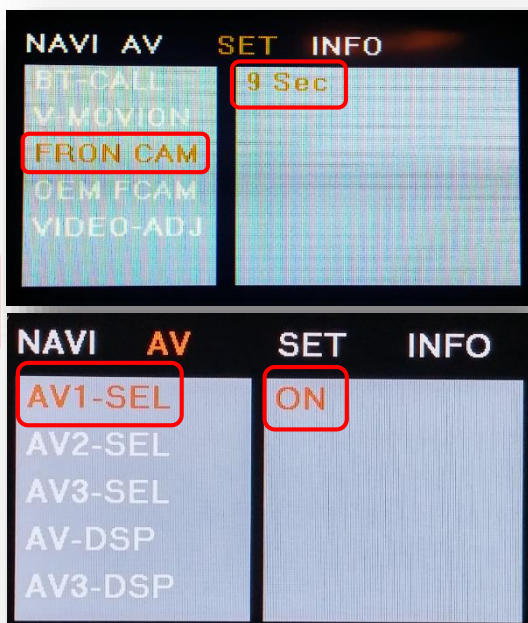 NAVI AV SET INFO
BT-CALL
9 Sec
V-MOVION
FRON CAM
OEM FCAM
VIDEO-ADJ
NAVI AV SET INFO
AV1-SEL
ON
AV2-SEL
AV3-SEL
AV-DSP
AV3-DSP